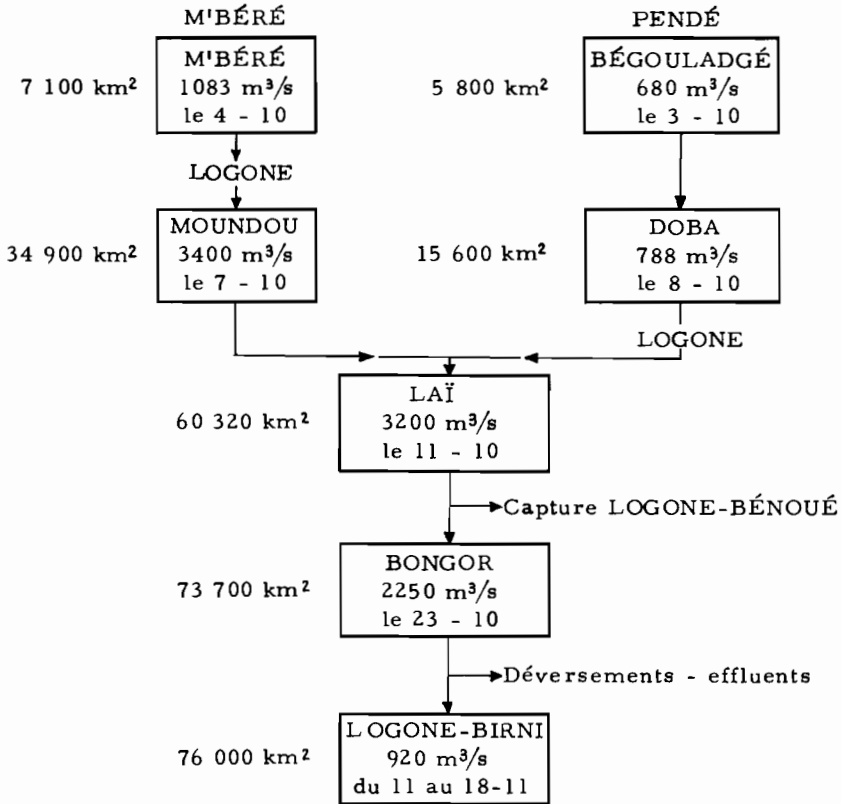 M'BÉRÉ
PENDÉ
7 100 km²
M'BÉRÉ
1083 m³/s
le 4 - 10
5 800 km²
BÉGOULADGÉ
680 m³/s
le 3 - 10
LOGONE
34 900 km²
MOUNDOU
3400 m³/s
le 7 - 10
15 600 km²
DOBA
788 m³/s
le 8 - 10
LOGONE
60 320 km²
LAÏ
3200 m³/s
le 11 - 10
Capture LOGONE-BÉNOUÉ
73 700 km²
BONGOR
2250 m³/s
le 23 - 10
Déversements - effluents
76 000 km²
LOGONE-BIRNI
920 m³/s
du 11 au 18-11